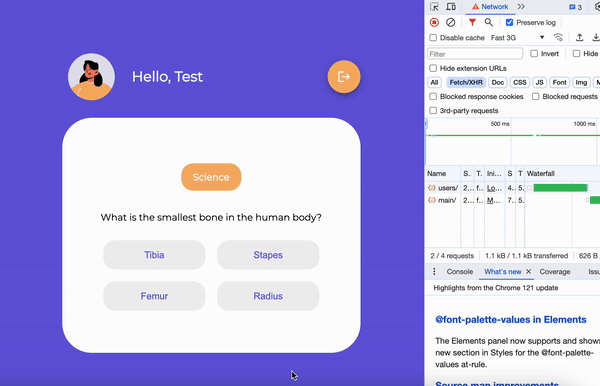 Network
3
Preserve log
Disable cache
Fast 3G
Filter
Invert
Hide
Hide extension URLs
All
Fetch/XHR
Doc
CSS
JS
Font
Img
Blocked response cookies
Blocked requests
3rd-party requests
500 ms
1000 ms
Name
S..
T.
Ini...
S
T
Waterfall
users/
2...
f..
Lo...
4..
5.
main/
2...
f..
M...
7..
5.
2 / 4 requests
1.1 kB / 1.1 kB transferred
626 B
Console
What's new
Coverage
Issu
Highlights from the Chrome 121 update
@font-palette-values in Elements
The Elements panel now supports and shows
new section in Styles for the @font-palette-
values at-rule.
Source map improvements
Hello, Test
Science
What is the smallest bone in the human body?
Tibia
Stapes
Femur
Radius